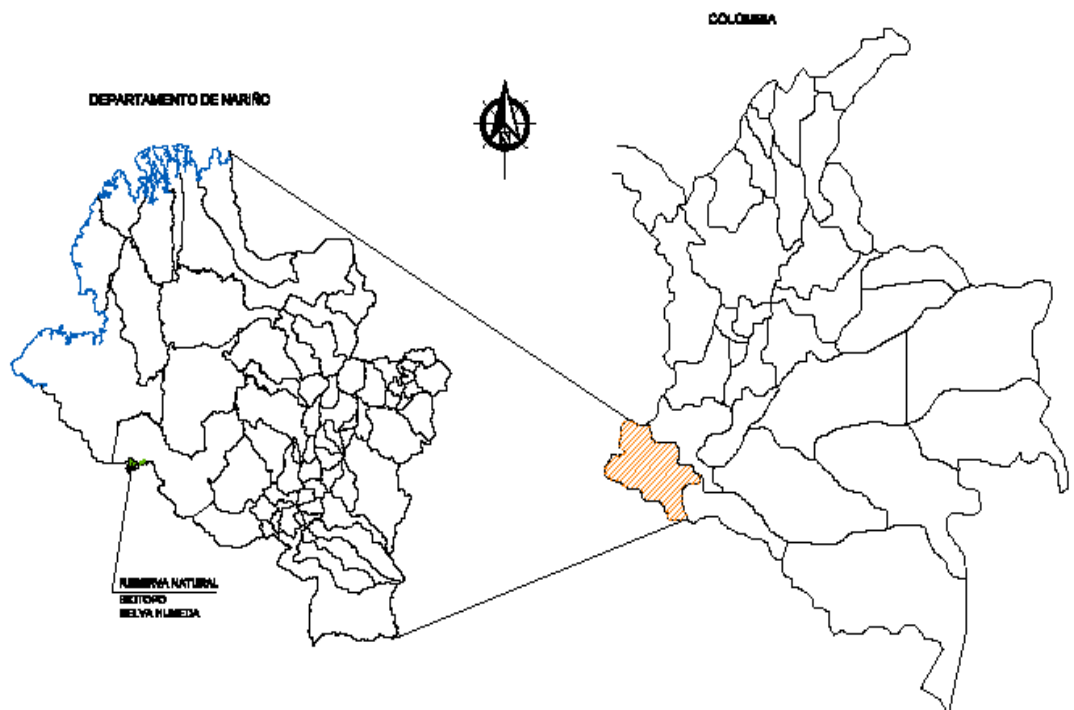 COLOMBIA
DEPARTAMENTO DE NARIÑO
N
RESERVA NATURAL
BIOTOPO
SELVA HUMEDA